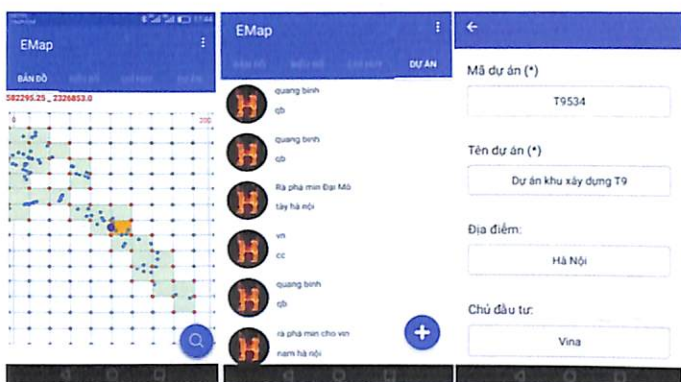 17:44
EMap
BẢN ĐỒ
582295.25 _ 2326853.0
0
200
EMap
DỰ ÁN
quang binh
qb
quang binh
qb
Rà phá mìn Đại Mỗ
tây hà nội
vn
cc
quang binh
qb
rà phá min cho vin
nam hà nội
Mã dự án (*)
T9534
Tên dự án (*)
Dự án khu xây dựng T9
Địa điểm:
Hà Nội
Chủ đầu tư:
Vina